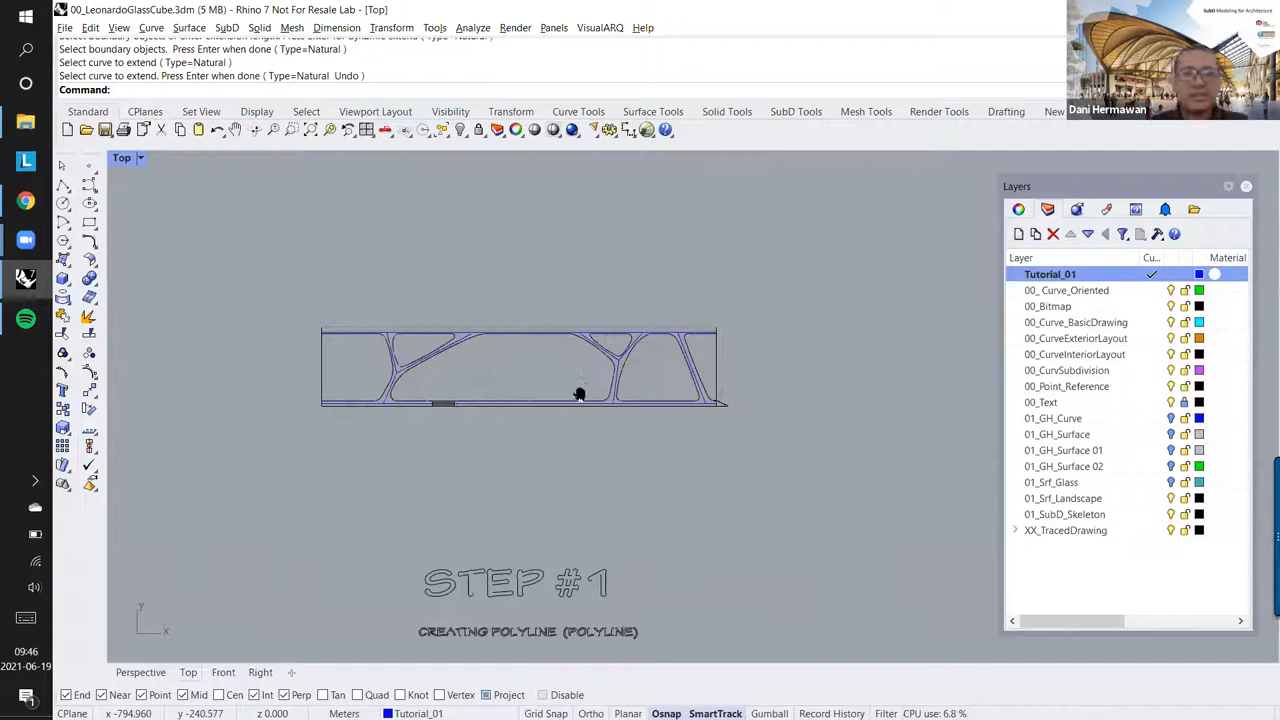 00_LeonardoGlassCube.3dm (5 MB) - Rhino 7 Not For Resale Lab - [Top]
File Edit View Curve Surface SubD Solid Mesh Dimension Transform Tools Analyze Render Panels VisualARQ Help
Select boundary objects. Press Enter when done ( Type=Natural )
Select curve to extend ( Type=Natural )
Select curve to extend. Press Enter when done ( Type=Natural Undo )
Command:
Standard CPlanes Set View Display Select Viewport Layout Visibility Transform Curve Tools Surface Tools Solid Tools SubD Tools Mesh Tools Render Tools Drafting New
SubD Modeling for Architecture
Dani Hermawan
Top
Layers
Layer Cu... Material
Tutorial_01
00_ Curve_Oriented
00_Bitmap
00_Curve_BasicDrawing
00_CurveExteriorLayout
00_CurveInteriorLayout
00_CurvSubdivision
00_Point_Reference
00_Text
01_GH_Curve
01_GH_Surface
01_GH_Surface 01
01_GH_Surface 02
01_Srf_Glass
01_Srf_Landscape
01_SubD_Skeleton
XX_TracedDrawing
STEP #1
CREATING POLYLINE (POLYLINE)
y
x
09:46
2021-06-19
1
Perspective Top Front Right
End Near Point Mid Cen Int Perp Tan Quad Knot Vertex Project Disable
CPlane x -794.960 y -240.577 z 0.000 Meters Tutorial_01 Grid Snap Ortho Planar Osnap SmartTrack Gumball Record History Filter CPU use: 6.8 %